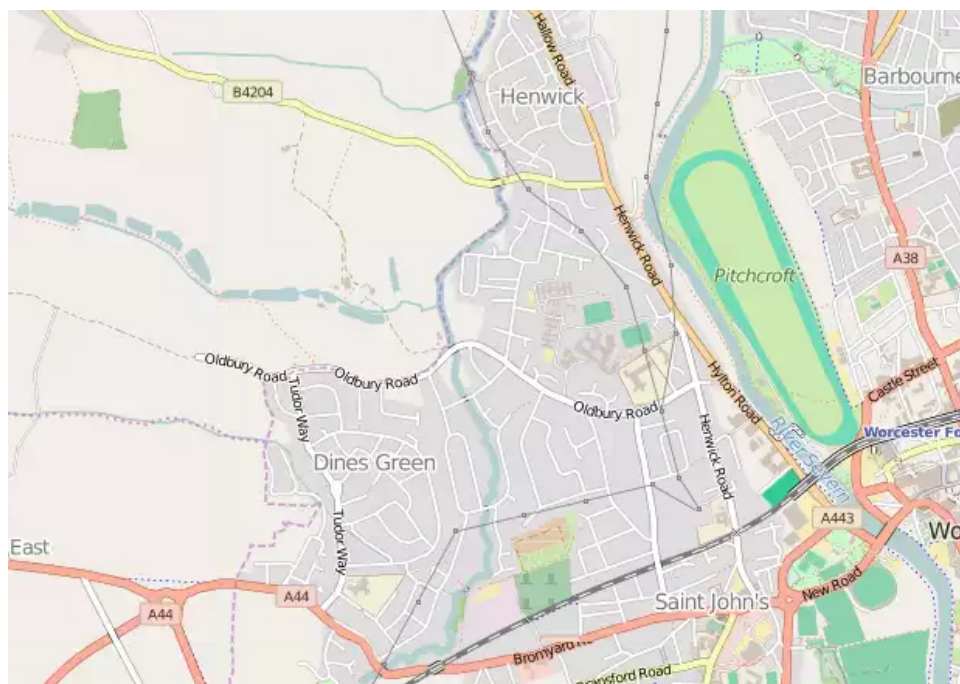 Hallow Road
Barbourne
B4204
Henwick
Henwick Road
A38
Pitchcroft
Oldbury Road
Oldbury Road
Castle Street
Tudor Way
Hylton Road
Oldbury Road
Henwick Road
River Severn
Worcester Fo
Dines Green
A443
Tudor Way
East
Wo
A44
A44
New Road
Saint John's
Bromyard
ransford Road